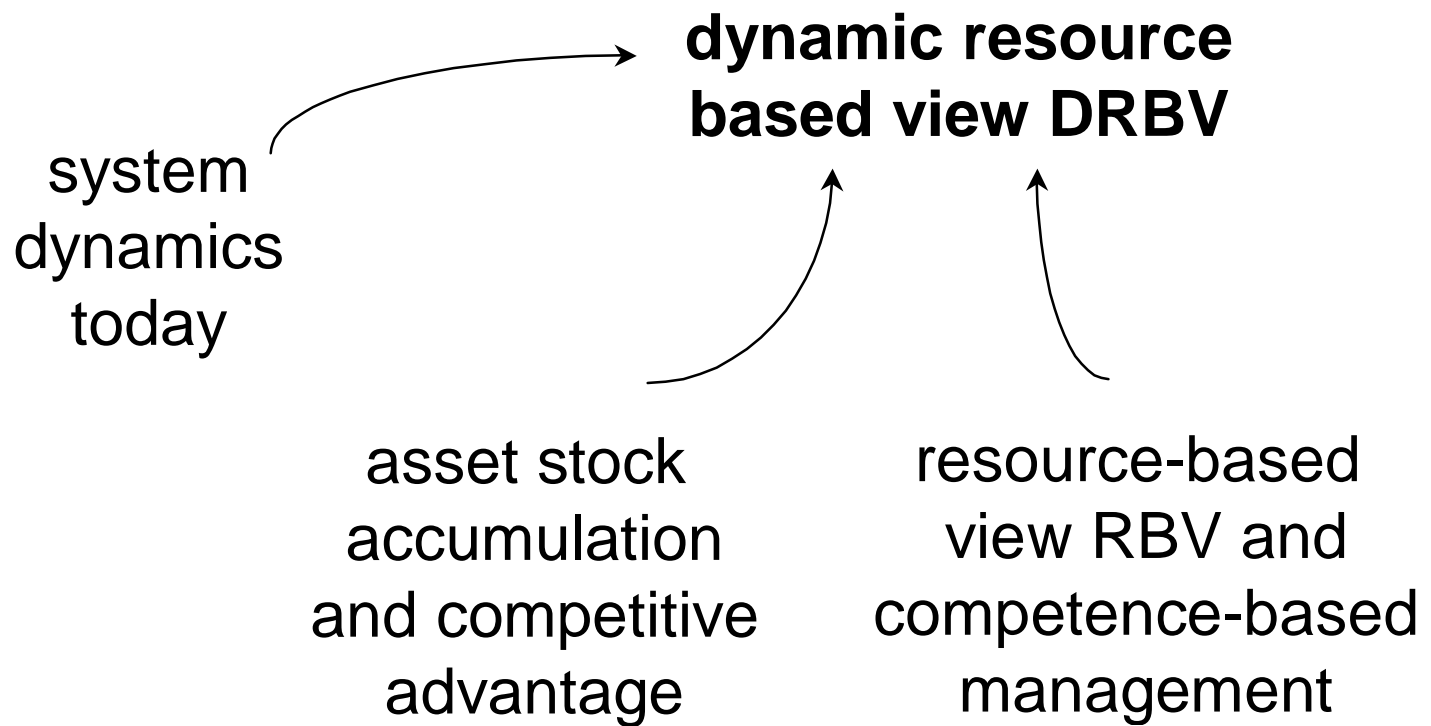 dynamic resource
based view DRBV
system
dynamics
today
asset stock
accumulation
and competitive
advantage
resource-based
view RBV and
competence-based
management